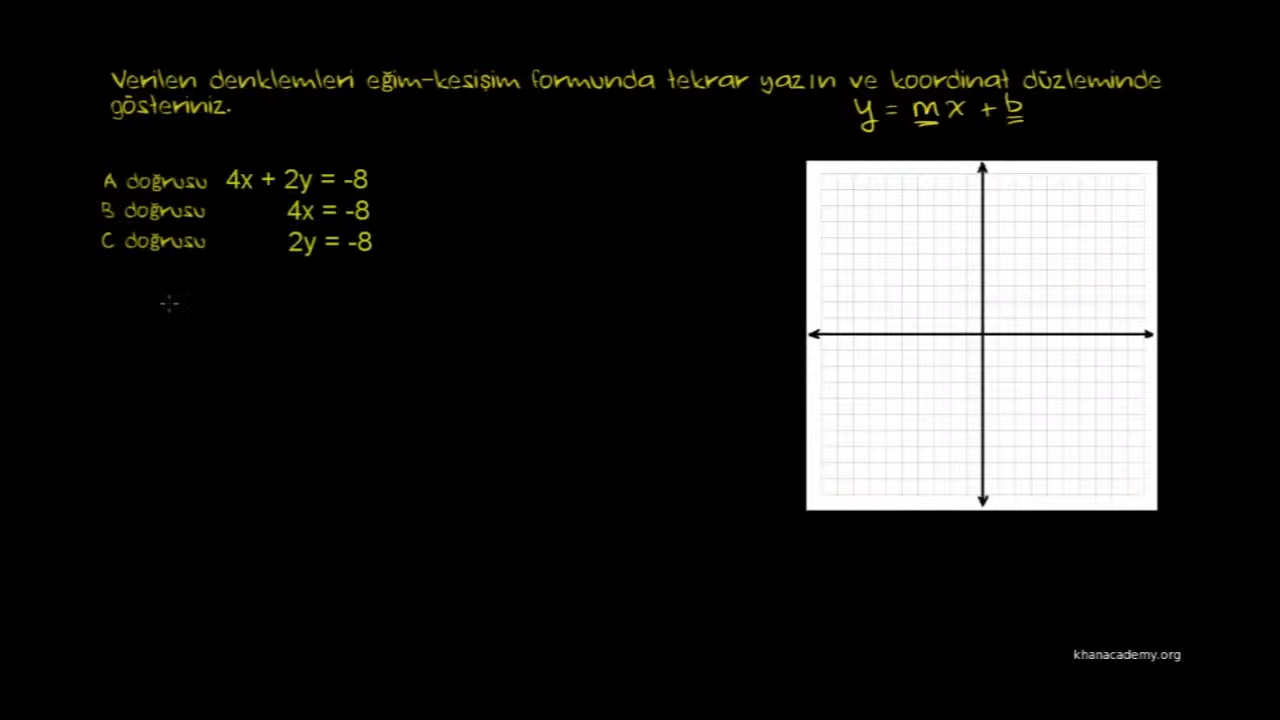 Verilen denklemleri eğim-kesişim formunda tekrar yazın ve koordinat düzleminde
gösteriniz.
y = mx + b
A doğrusu 4x + 2y = -8
B doğrusu 4x = -8
C doğrusu 2y = -8
khanacademy.org